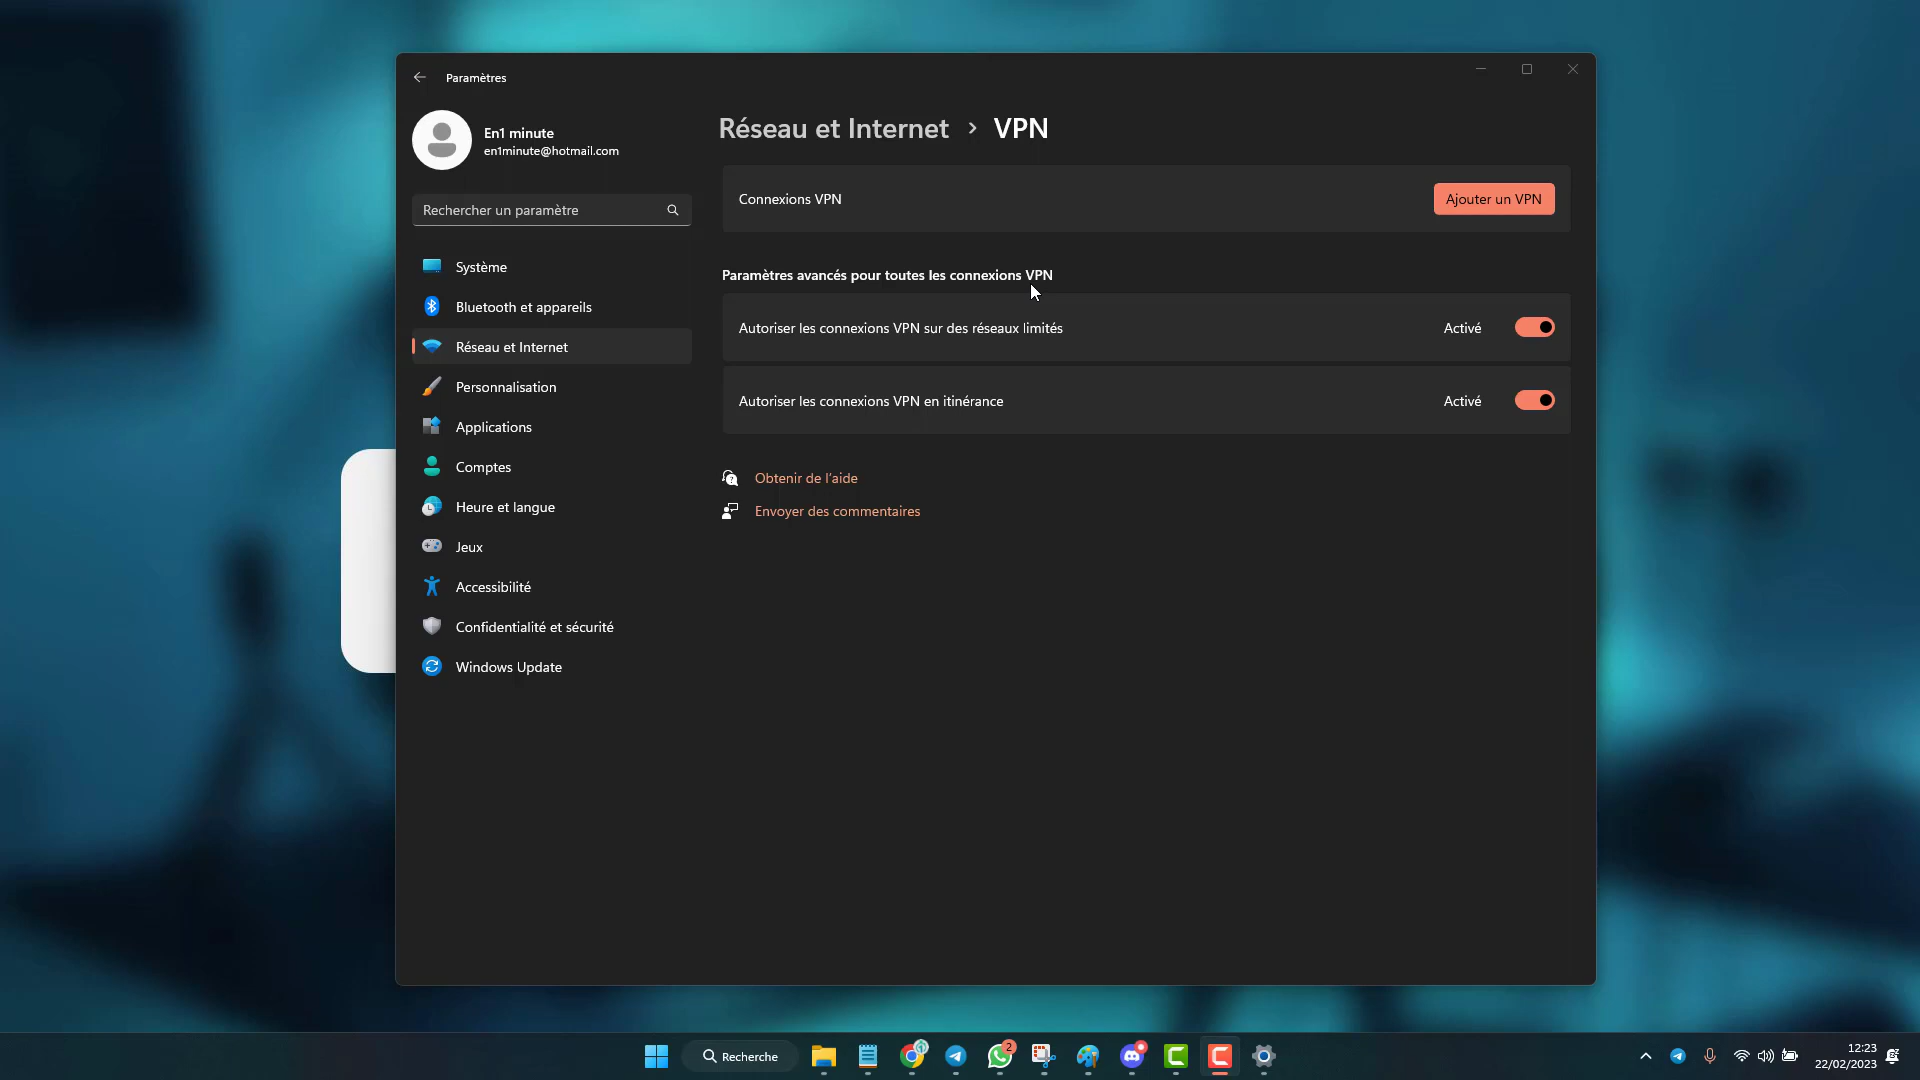 Paramètres
En1 minute
en1minute@hotmail.com
Rechercher un paramètre
Système
Bluetooth et appareils
Réseau et Internet
Personnalisation
Applications
Comptes
Heure et langue
Jeux
Accessibilité
Confidentialité et sécurité
Windows Update
Réseau et Internet > VPN
Connexions VPN
Ajouter un VPN
Paramètres avancés pour toutes les connexions VPN
Autoriser les connexions VPN sur des réseaux limités
Activé
Autoriser les connexions VPN en itinérance
Activé
Obtenir de l'aide
Envoyer des commentaires
Recherche
2
12:23
22/02/2023